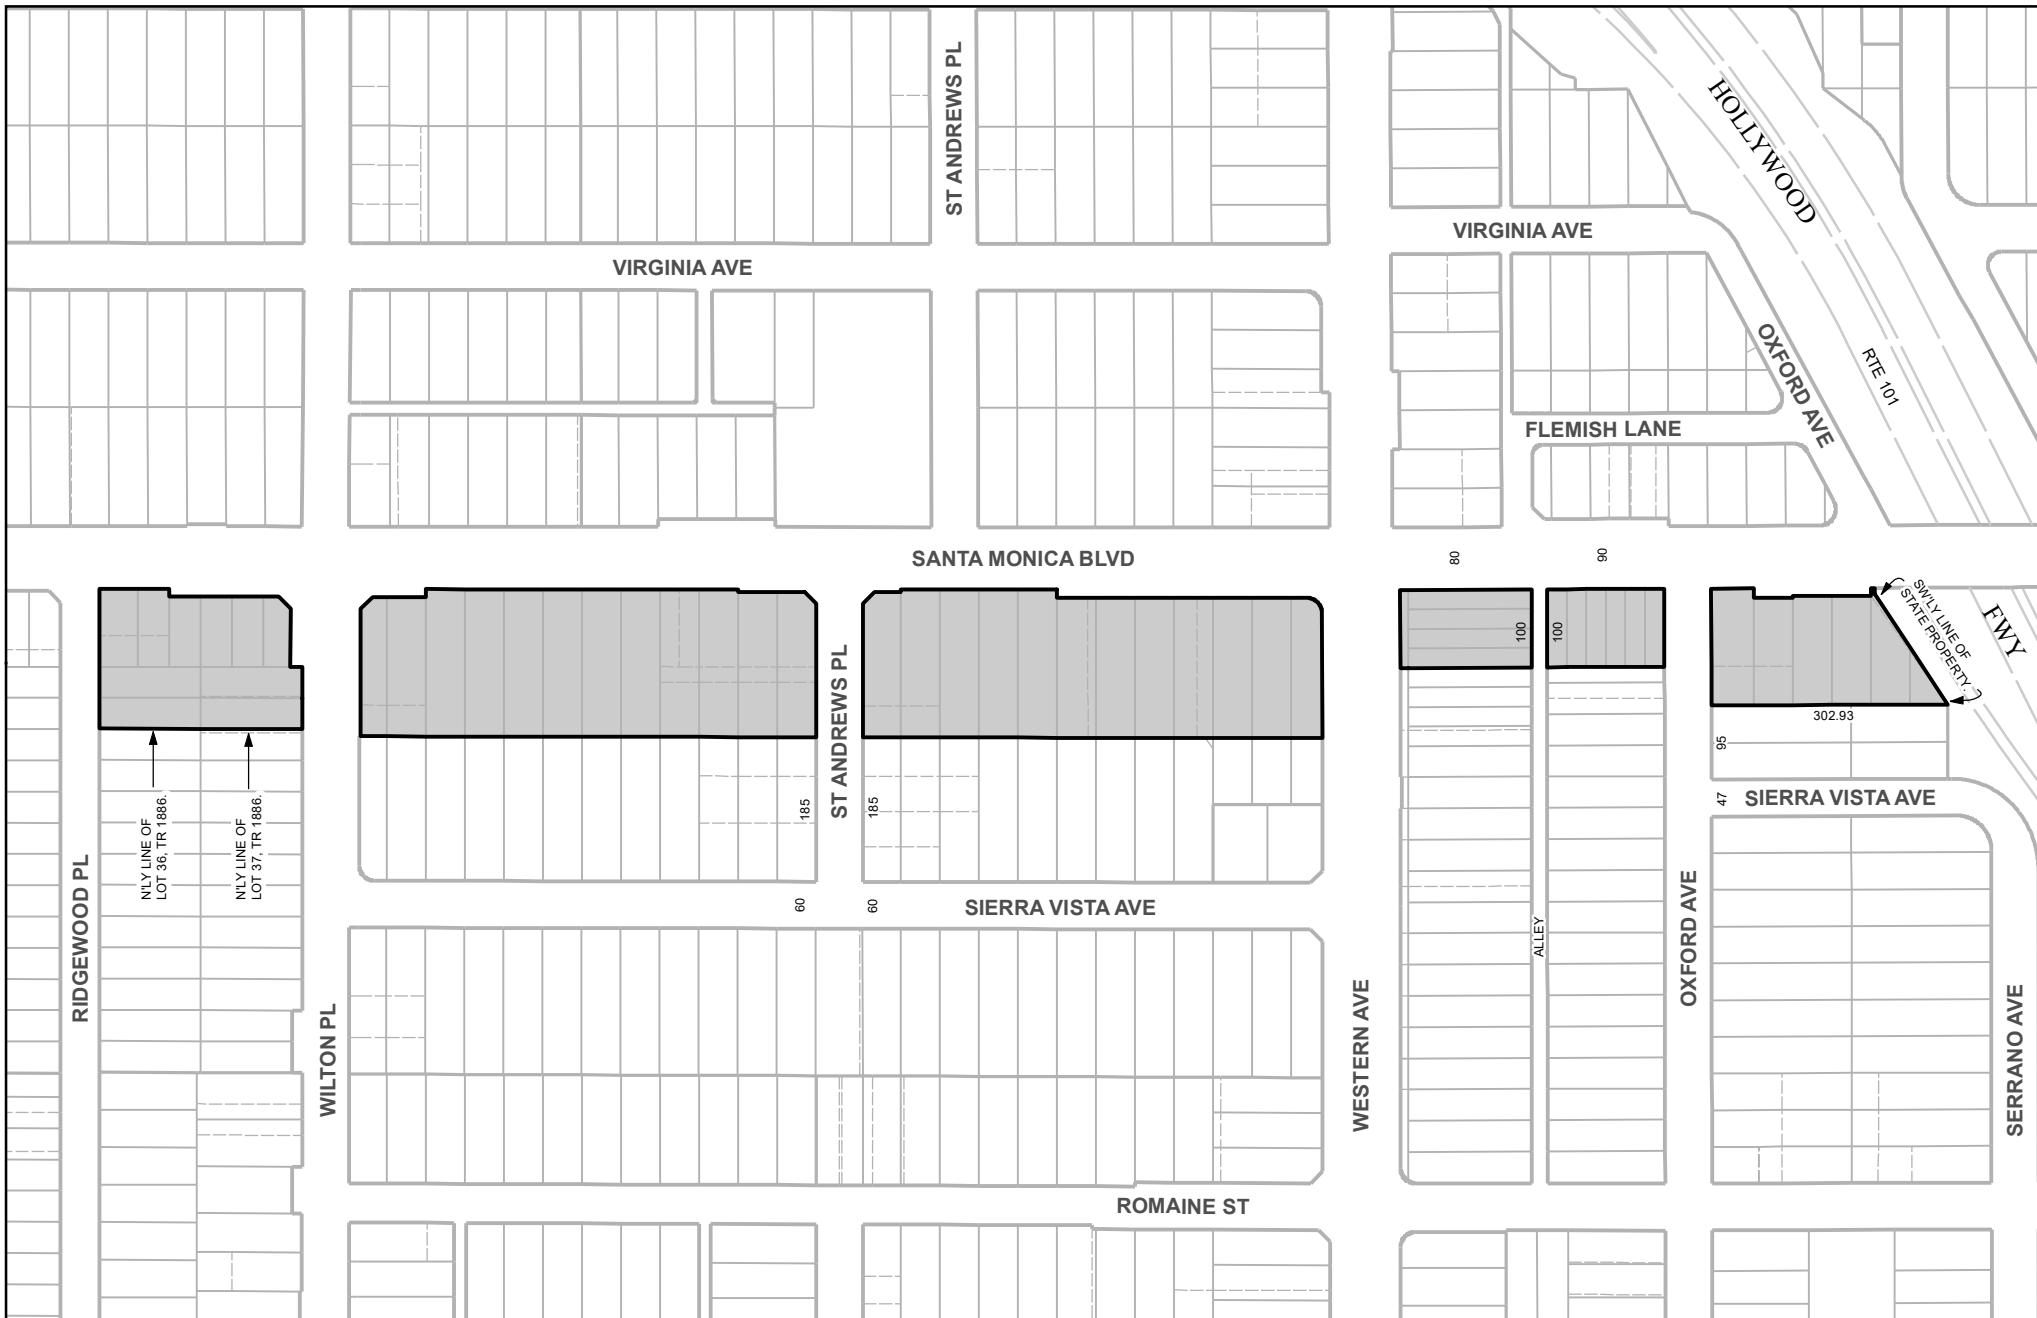 ST ANDREWS PL
HOLLYWOOD
VIRGINIA AVE
VIRGINIA AVE
OXFORD AVE
RTE 101
FLEMISH LANE
SANTA MONICA BLVD
80
90
SW'LY LINE OF
STATE PROPERTY.
FWY
100
100
ST ANDREWS PL
302.93
95
185
185
47
SIERRA VISTA AVE
N'LY LINE OF
LOT 36, TR 1886.
N'LY LINE OF
LOT 37, TR 1886.
RIDGEWOOD PL
60
60
SIERRA VISTA AVE
ALLEY
OXFORD AVE
WILTON PL
WESTERN AVE
SERRANO AVE
ROMAINE ST